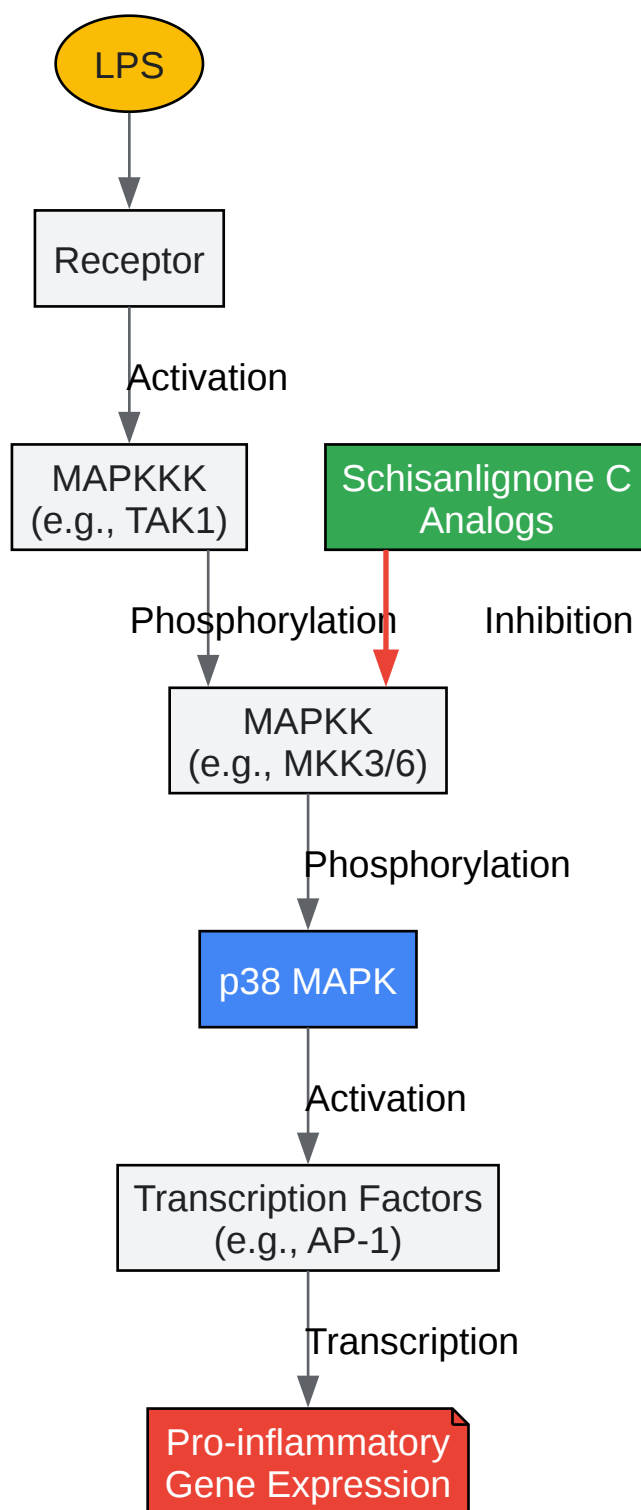 LPS
Receptor
Activation
MAPKKK
(e.g., TAK1)
Schisanlignone C
Analogs
Phosphorylation
Inhibition
MAPKK
(e.g., MKK3/6)
Phosphorylation
p38 MAPK
Activation
Transcription Factors
(e.g., AP-1)
Transcription
Pro-inflammatory
Gene Expression